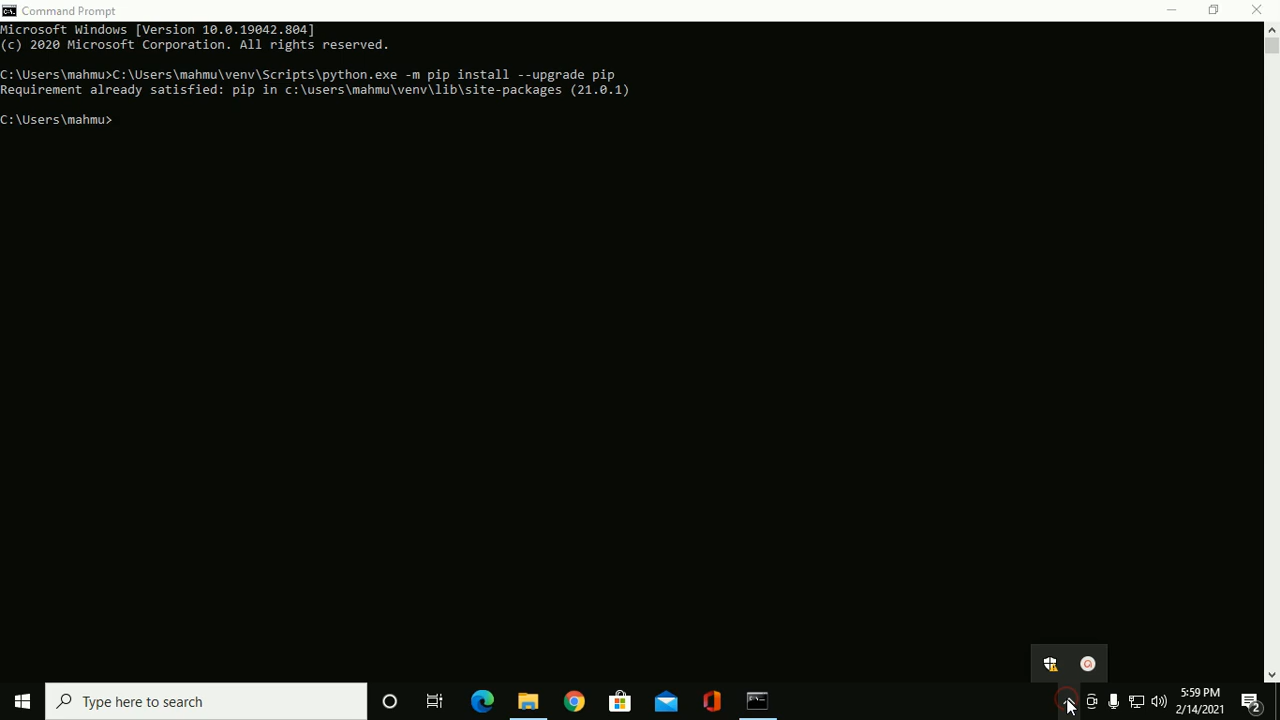 Command Prompt
Microsoft Windows [Version 10.0.19042.804]
(c) 2020 Microsoft Corporation. All rights reserved.
C:\Users\mahmu>C:\Users\mahmu\venv\Scripts\python.exe -m pip install --upgrade pip
Requirement already satisfied: pip in c:\users\mahmu\venv\lib\site-packages (21.0.1)
C:\Users\mahmu>
Type here to search
5:59 PM
2/14/2021
2